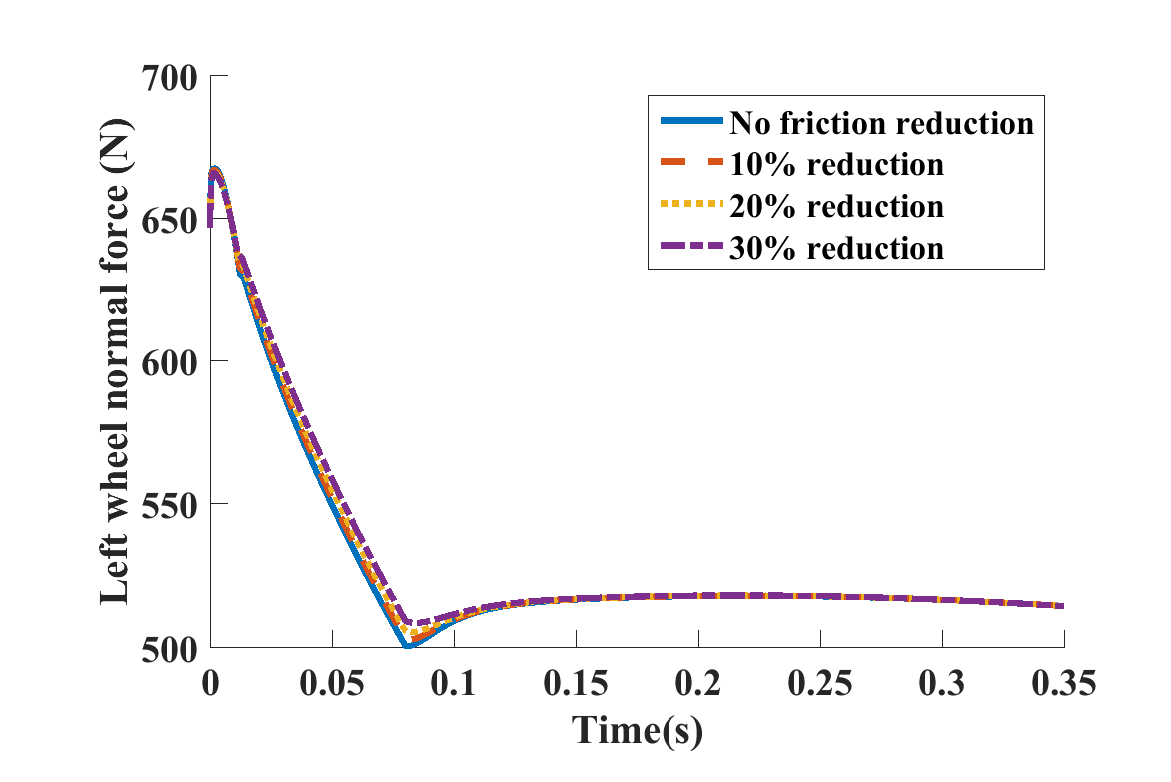 700
650
600
550
500
Left wheel normal force (N)
No friction reduction
10% reduction
20% reduction
30% reduction
0
0.05
0.1
0.15
0.2
0.25
0.3
0.35
Time(s)